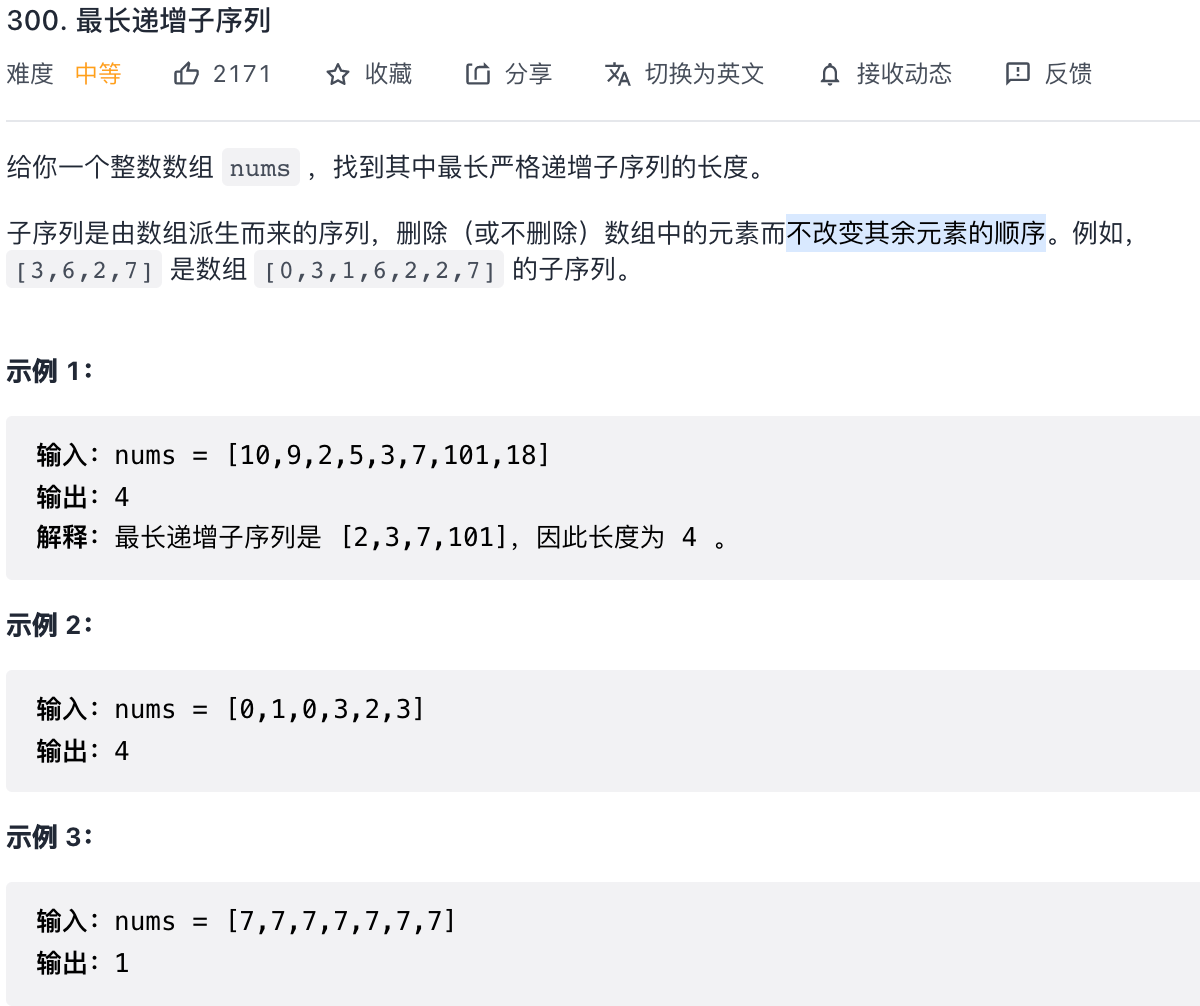 300. 最长递增子序列
难度 中等 2171 收藏 分享 切换为英文 接收动态 反馈
给你一个整数数组 nums ，找到其中最长严格递增子序列的长度。
子序列是由数组派生而来的序列，删除（或不删除）数组中的元素而不改变其余元素的顺序。例如，
[3,6,2,7] 是数组 [0,3,1,6,2,2,7] 的子序列。
示例 1：
输入：nums = [10,9,2,5,3,7,101,18]
输出：4
解释：最长递增子序列是 [2,3,7,101]，因此长度为 4 。
示例 2：
输入：nums = [0,1,0,3,2,3]
输出：4
示例 3：
输入：nums = [7,7,7,7,7,7,7]
输出：1